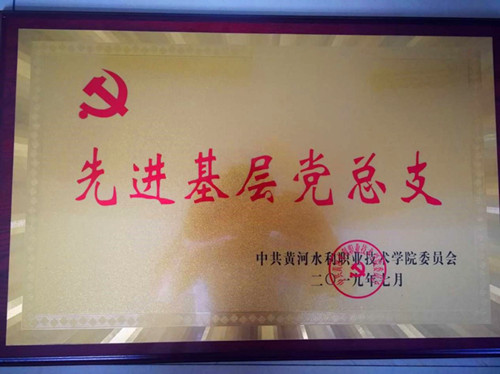 先进基层党总支
中共黄河水利职业技术学院委员会
二〇一九年七月